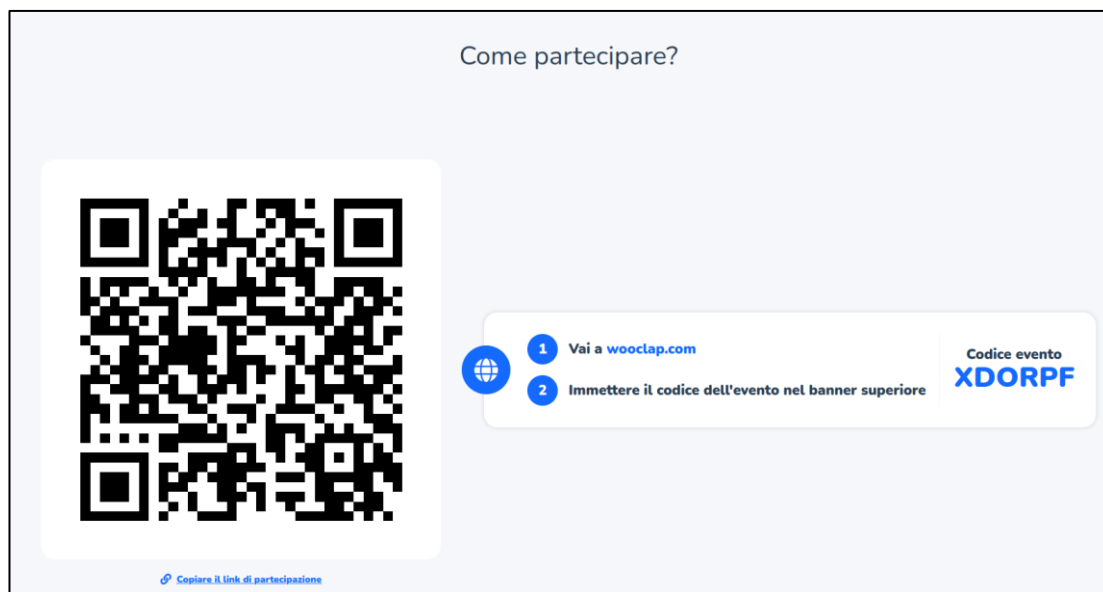 Come partecipare?
1 Vai a wooclap.com
2 Immettere il codice dell'evento nel banner superiore
Codice evento
XDORPF
Copiare il link di partecipazione